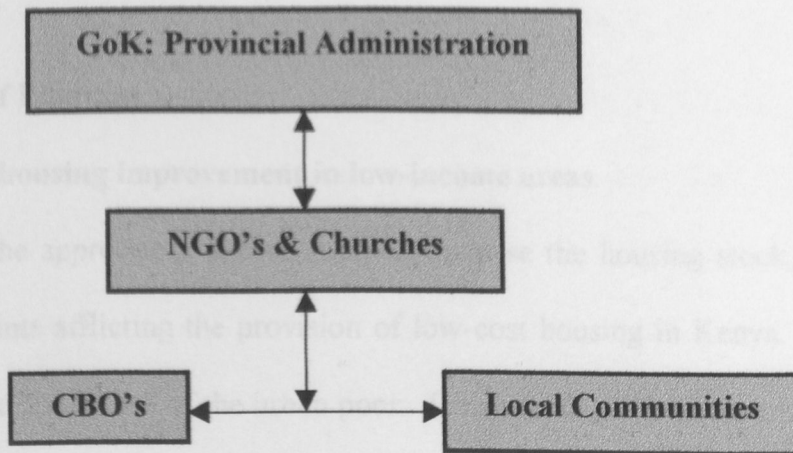 GoK: Provincial Administration
housing improvement in low-income areas
NGO's & Churches
the housing stock
afflicting the provision of low-cost housing in Kenya
CBO's
Local Communities
the urban poor